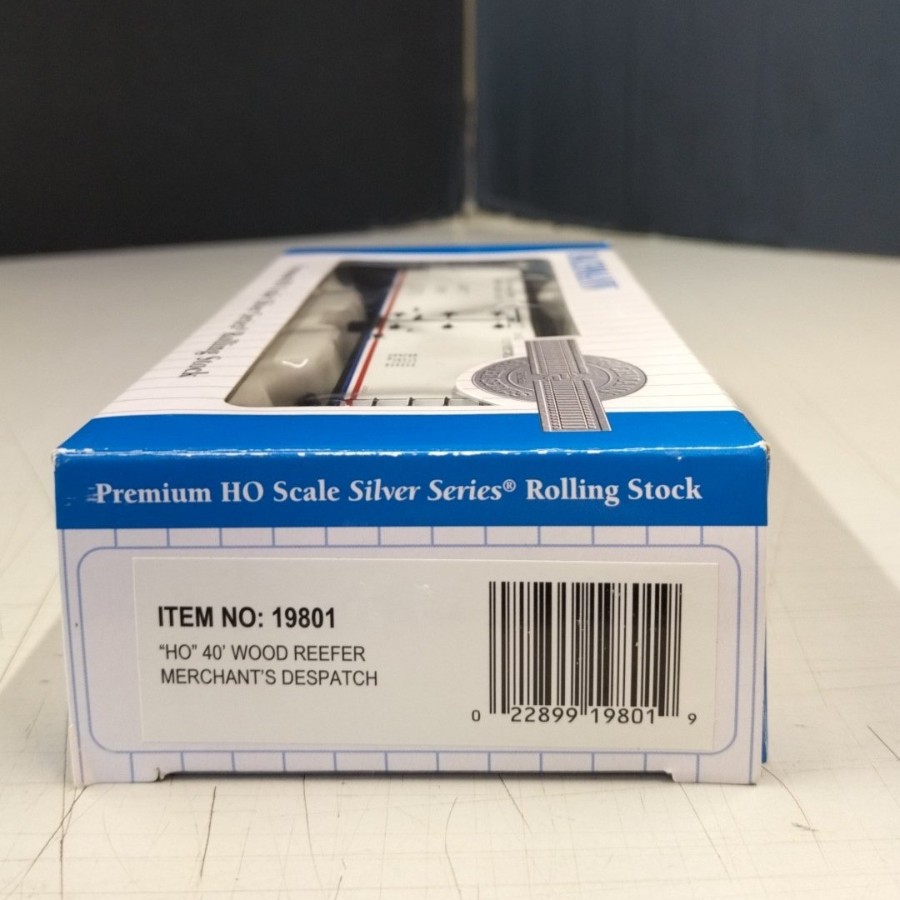 Premium HO Scale Silver Series® Rolling Stock
ITEM NO: 19801
“HO” 40’ WOOD REEFER
MERCHANT’S DESPATCH
0 22899 19801 9